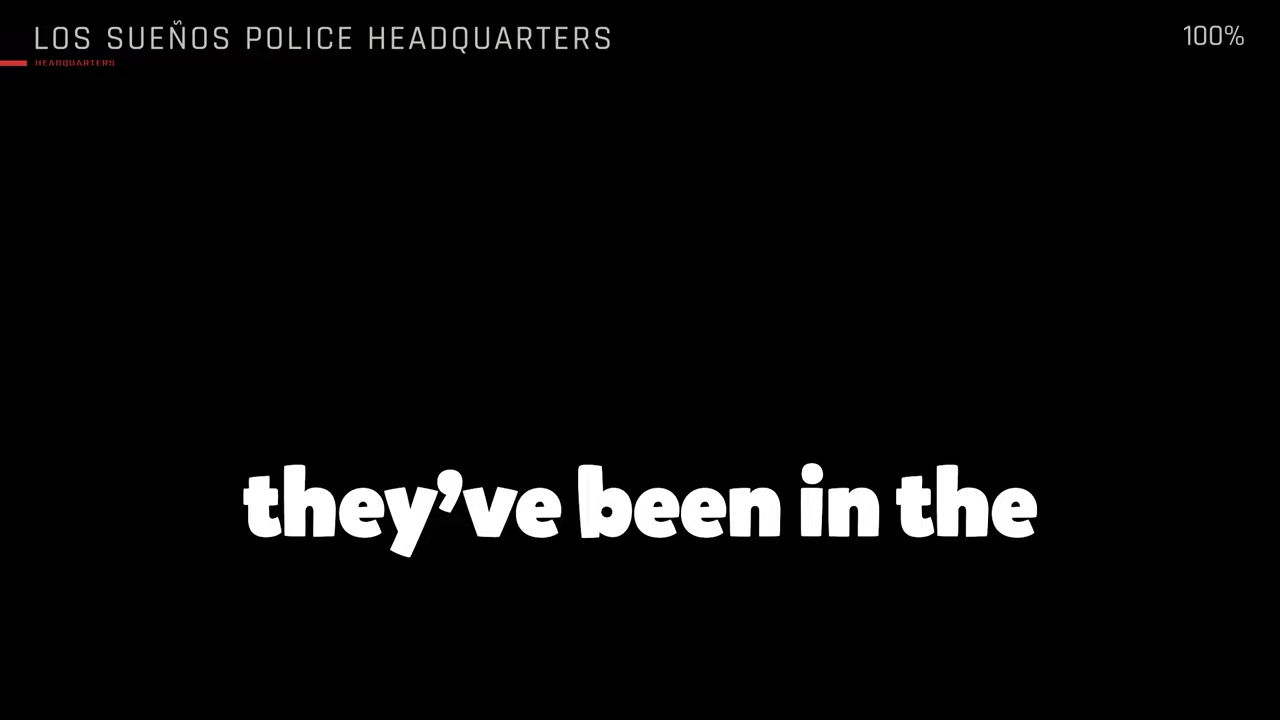 LOS SUEÑOS POLICE HEADQUARTERS
100%
HEADQUARTERS
they've been in the